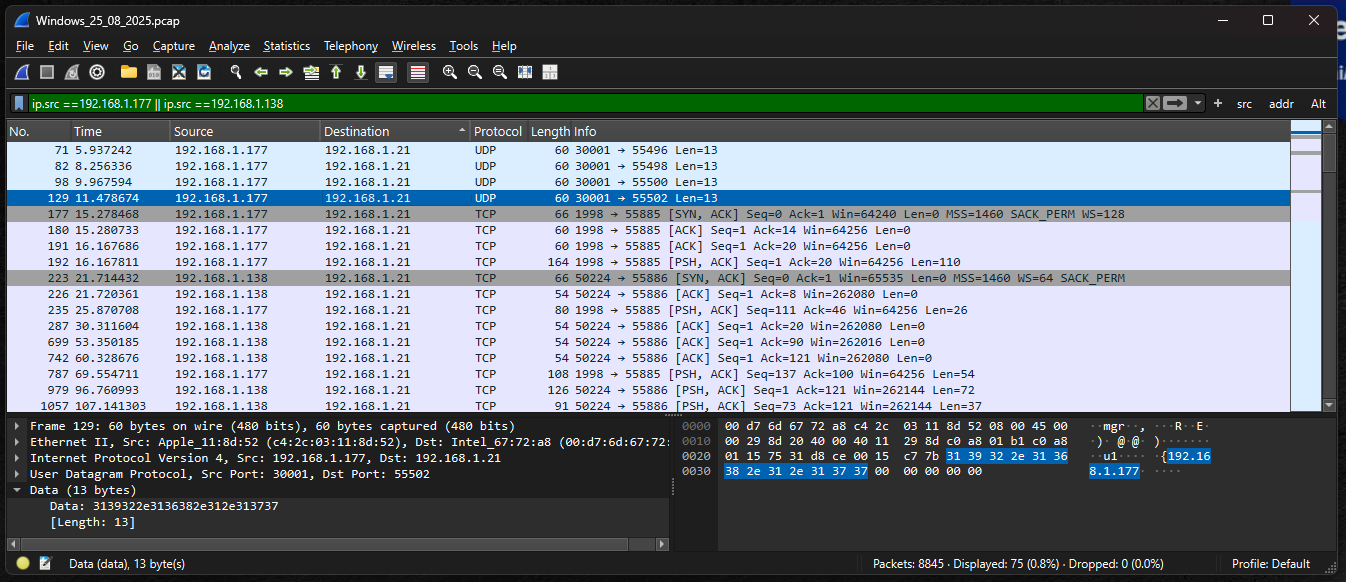 Windows_25_08_2025.pcap
File Edit View Go Capture Analyze Statistics Telephony Wireless Tools Help
ip.src ==192.168.1.177 || ip.src ==192.168.1.138 + src addr Alt
No. Time Source Destination Protocol Length Info
71 5.937242 192.168.1.177 192.168.1.21 UDP 60 30001 → 55496 Len=13
82 8.256336 192.168.1.177 192.168.1.21 UDP 60 30001 → 55498 Len=13
98 9.967594 192.168.1.177 192.168.1.21 UDP 60 30001 → 55500 Len=13
129 11.478674 192.168.1.177 192.168.1.21 UDP 60 30001 → 55502 Len=13
177 15.278468 192.168.1.177 192.168.1.21 TCP 66 1998 → 55885 [SYN, ACK] Seq=0 Ack=1 Win=64240 Len=0 MSS=1460 SACK_PERM WS=128
180 15.280733 192.168.1.177 192.168.1.21 TCP 60 1998 → 55885 [ACK] Seq=1 Ack=14 Win=64256 Len=0
191 16.167686 192.168.1.177 192.168.1.21 TCP 60 1998 → 55885 [ACK] Seq=1 Ack=20 Win=64256 Len=0
192 16.167811 192.168.1.177 192.168.1.21 TCP 164 1998 → 55885 [PSH, ACK] Seq=1 Ack=20 Win=64256 Len=110
223 21.714432 192.168.1.138 192.168.1.21 TCP 66 50224 → 55886 [SYN, ACK] Seq=0 Ack=1 Win=65535 Len=0 MSS=1460 WS=64 SACK_PERM
226 21.720361 192.168.1.138 192.168.1.21 TCP 54 50224 → 55886 [ACK] Seq=1 Ack=8 Win=262080 Len=0
235 25.870708 192.168.1.177 192.168.1.21 TCP 80 1998 → 55885 [PSH, ACK] Seq=111 Ack=46 Win=64256 Len=26
287 30.311604 192.168.1.138 192.168.1.21 TCP 54 50224 → 55886 [ACK] Seq=1 Ack=20 Win=262080 Len=0
699 53.350185 192.168.1.138 192.168.1.21 TCP 54 50224 → 55886 [ACK] Seq=1 Ack=90 Win=262016 Len=0
742 60.328676 192.168.1.138 192.168.1.21 TCP 54 50224 → 55886 [ACK] Seq=1 Ack=121 Win=262080 Len=0
787 69.554711 192.168.1.177 192.168.1.21 TCP 108 1998 → 55885 [PSH, ACK] Seq=137 Ack=100 Win=64256 Len=54
979 96.760993 192.168.1.138 192.168.1.21 TCP 126 50224 → 55886 [PSH, ACK] Seq=1 Ack=121 Win=262144 Len=72
1057 107.141303 192.168.1.138 192.168.1.21 TCP 91 50224 → 55886 [PSH, ACK] Seq=73 Ack=121 Win=262144 Len=37
Frame 129: 60 bytes on wire (480 bits), 60 bytes captured (480 bits)
Ethernet II, Src: Apple_11:8d:52 (c4:2c:03:11:8d:52), Dst: Intel_67:72:a8 (00:d7:6d:67:72:
Internet Protocol Version 4, Src: 192.168.1.177, Dst: 192.168.1.21
User Datagram Protocol, Src Port: 30001, Dst Port: 55502
Data (13 bytes)
Data: 3139322e3136382e312e313737
[Length: 13]
0000 00 d7 6d 67 72 a8 c4 2c 03 11 8d 52 08 00 45 00 ··mgr··, ···R··E·
0010 00 29 8d 20 40 00 40 11 29 8d c0 a8 01 b1 c0 a8 ·)· @·@· )·······
0020 01 15 75 31 d8 ce 00 15 c7 7b 31 39 32 2e 31 36 ··u1···· ·{192.16
0030 38 2e 31 2e 31 37 37 00 00 00 00 00 8.1.177· ····
Data (data), 13 byte(s) Packets: 8845 · Displayed: 75 (0.8%) · Dropped: 0 (0.0%) Profile: Default